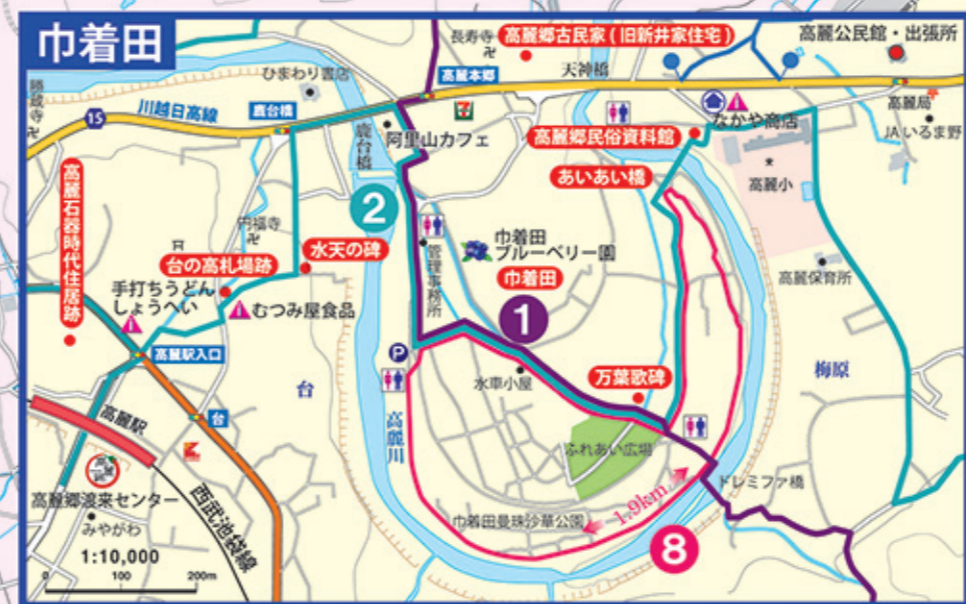 巾着田
長寿寺
高麗郷古民家(旧新井家住宅)
高麗公民館・出張所
天神橋
ひまわり書店
高麗本郷
勝蔵寺
15
川越日高線
鹿台橋
鹿台橋
阿里山カフェ
なかや商店
高麗郷民俗資料館
高麗局
JAいるま野
高麗小
あいあい橋
高麗石器時代住居跡
2
円福寺
水天の碑
管理事務所
巾着田
ブルーベリー園
巾着田
高麗保育所
台の高札場跡
手打ちうどん
しょうへい
むつみ屋食品
1
高麗駅入口
P
水車小屋
万葉歌碑
梅原
台
高麗川
台
高麗駅
ふれあい広場
ドレミファ橋
高麗郷渡来センター
みやがわ
西武池袋線
巾着田曼珠沙華公園
1.9km
8
1:10,000
0 100 200m